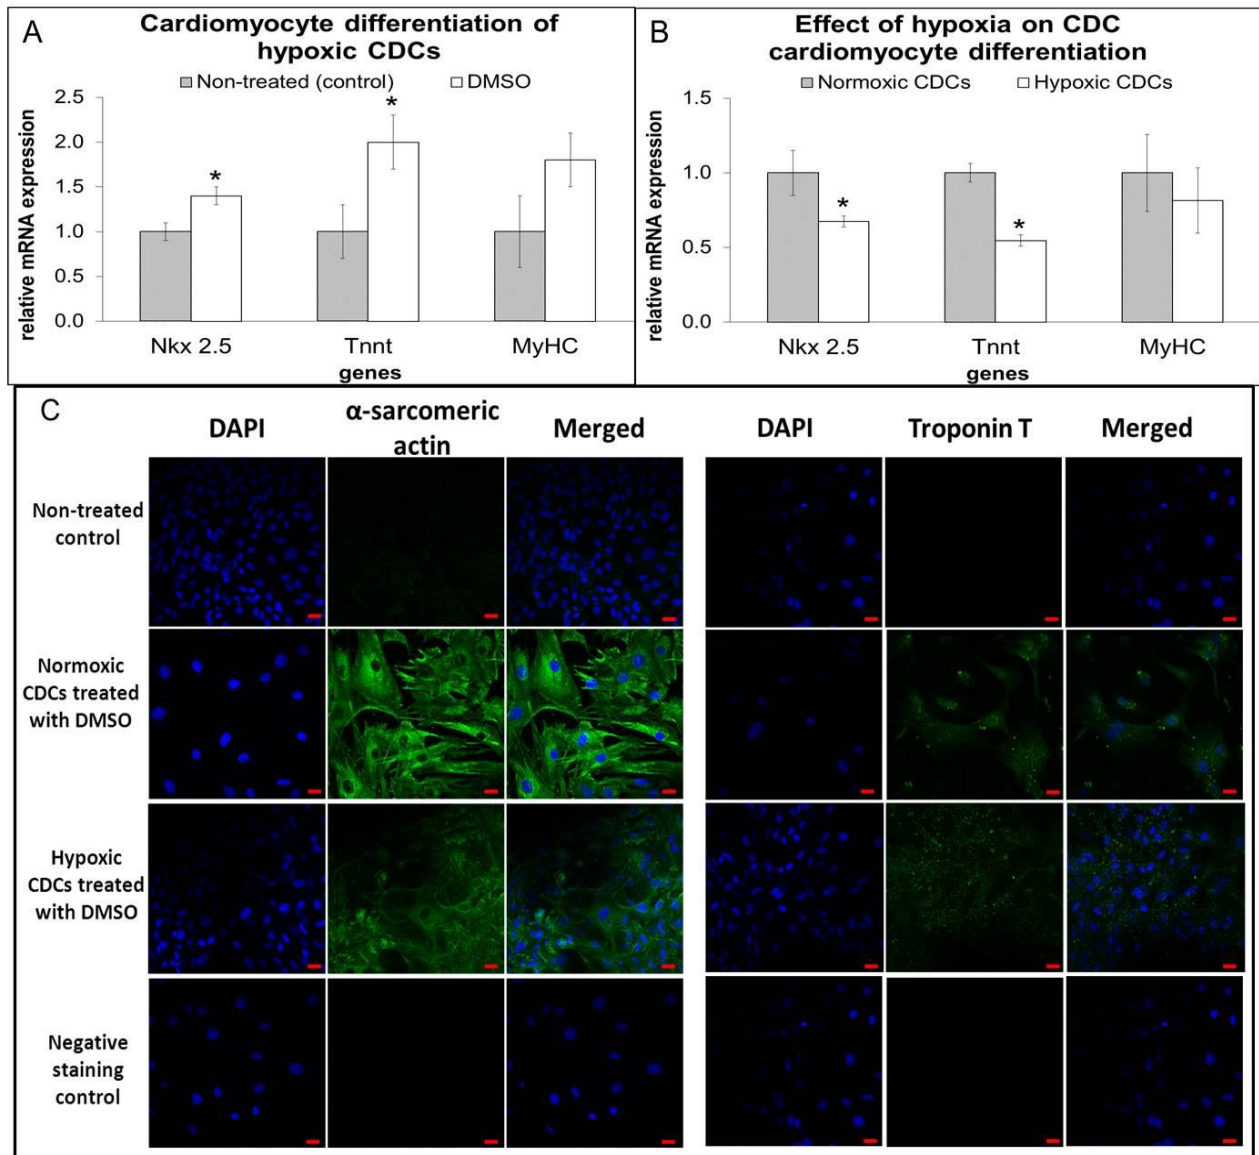 A
Cardiomyocyte differentiation of
hypoxic CDCs
Non-treated (control) DMSO
relative mRNA expression
2.5
2.0
1.5
1.0
0.5
0.0
*
*
Nkx 2.5 Tnnt MyHC
genes
B
Effect of hypoxia on CDC
cardiomyocyte differentiation
Normoxic CDCs Hypoxic CDCs
relative mRNA expression
1.5
1.0
0.5
0.0
*
*
Nkx 2.5 Tnnt MyHC
genes
C
DAPI α-sarcomeric actin Merged DAPI Troponin T Merged
Non-treated
control
Normoxic
CDCs treated
with DMSO
Hypoxic
CDCs treated
with DMSO
Negative
staining
control